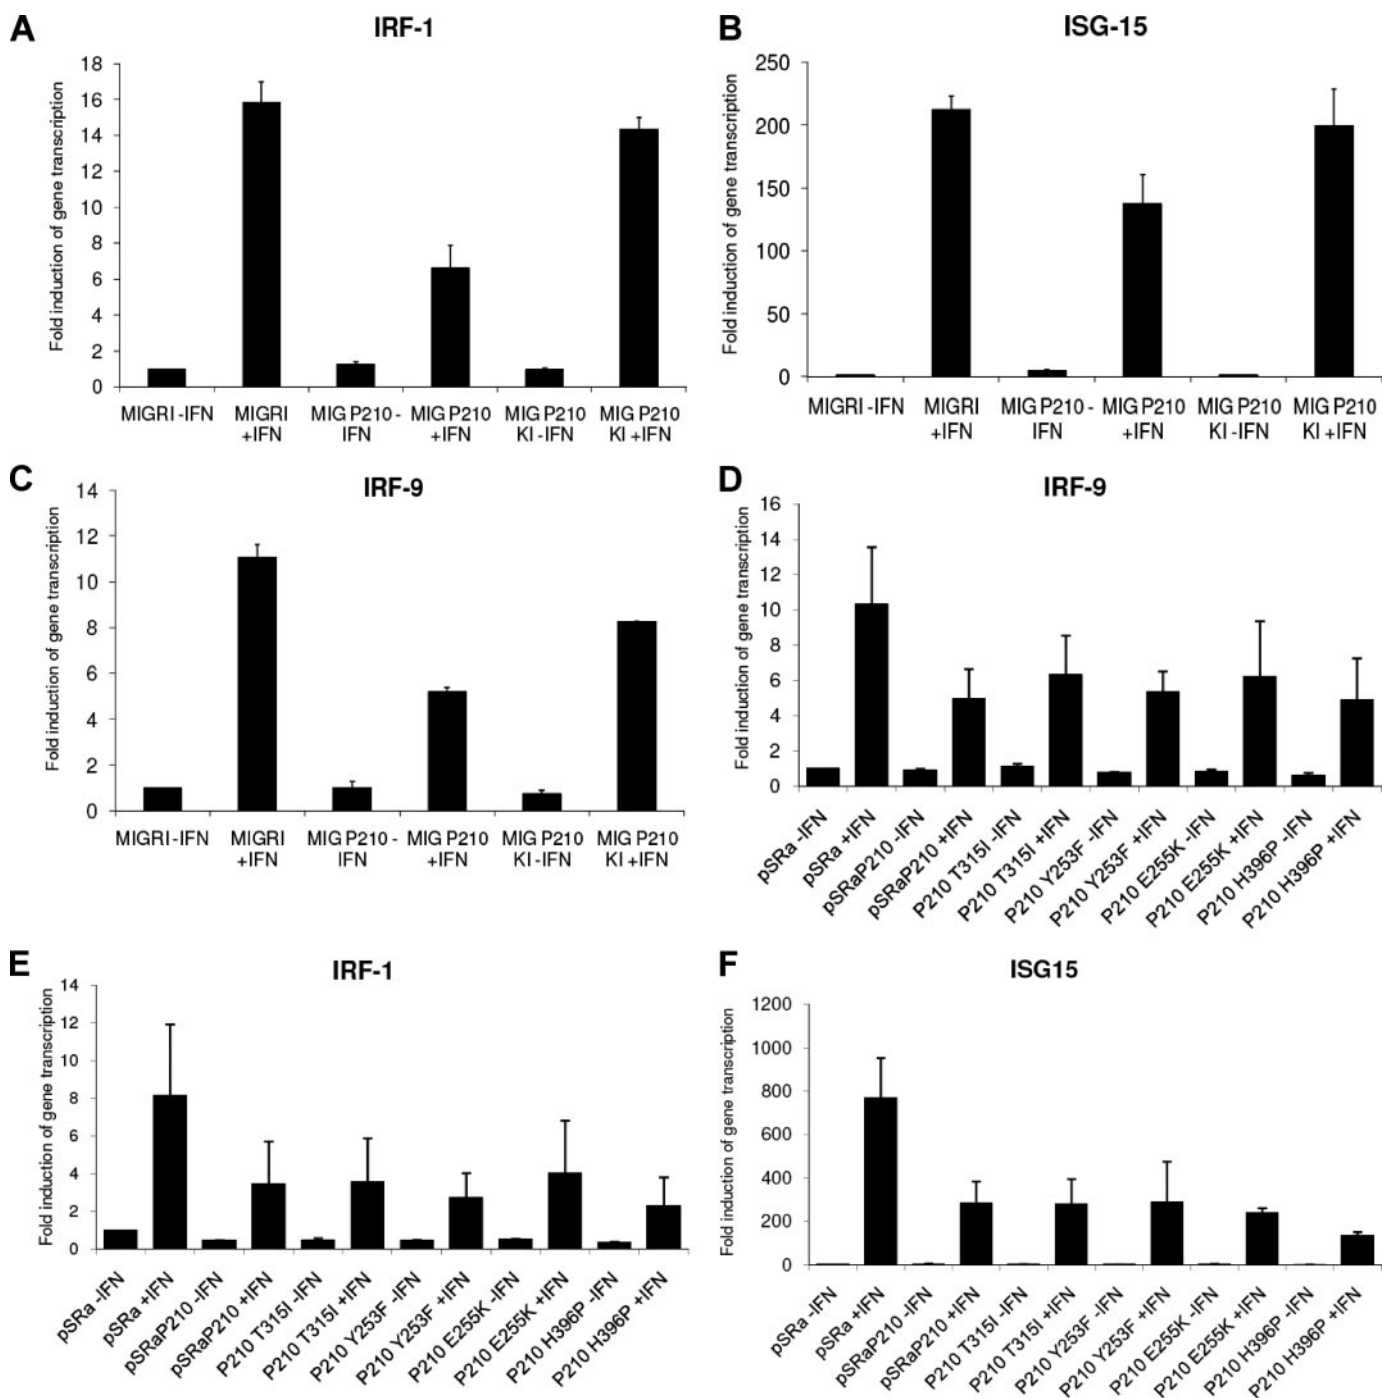 A
IRF-1
Fold induction of gene transcription
18
16
14
12
10
8
6
4
2
0
MIGRI -IFN
MIGRI
+IFN
MIG P210 -
IFN
MIG P210
+IFN
MIG P210
KI -IFN
MIG P210
KI +IFN
B
ISG-15
Fold induction of gene transcription
250
200
150
100
50
0
MIGRI -IFN
MIGRI
+IFN
MIG P210 -
IFN
MIG P210
+IFN
MIG P210
KI -IFN
MIG P210
KI +IFN
C
IRF-9
Fold induction of gene transcription
14
12
10
8
6
4
2
0
MIGRI -IFN
MIGRI
+IFN
MIG P210 -
IFN
MIG P210
+IFN
MIG P210
KI -IFN
MIG P210
KI +IFN
D
IRF-9
Fold induction of gene transcription
16
14
12
10
8
6
4
2
0
pSRa -IFN
pSRa +IFN
pSRaP210 -IFN
pSRaP210 +IFN
P210 T315I -IFN
P210 T315I +IFN
P210 Y253F -IFN
P210 Y253F +IFN
P210 E255K -IFN
P210 E255K +IFN
P210 H396P -IFN
P210 H396P +IFN
E
IRF-1
Fold induction of gene transcription
14
12
10
8
6
4
2
0
pSRa -IFN
pSRa +IFN
pSRaP210 -IFN
pSRaP210 +IFN
P210 T315I -IFN
P210 T315I +IFN
P210 Y253F -IFN
P210 Y253F +IFN
P210 E255K -IFN
P210 E255K +IFN
P210 H396P -IFN
P210 H396P +IFN
F
ISG15
Fold induction of gene transcription
1200
1000
800
600
400
200
0
pSRa -IFN
pSRa +IFN
pSRaP210 -IFN
pSRaP210 +IFN
P210 T315I -IFN
P210 T315I +IFN
P210 Y253F -IFN
P210 Y253F +IFN
P210 E255K -IFN
P210 E255K +IFN
P210 H396P -IFN
P210 H396P +IFN